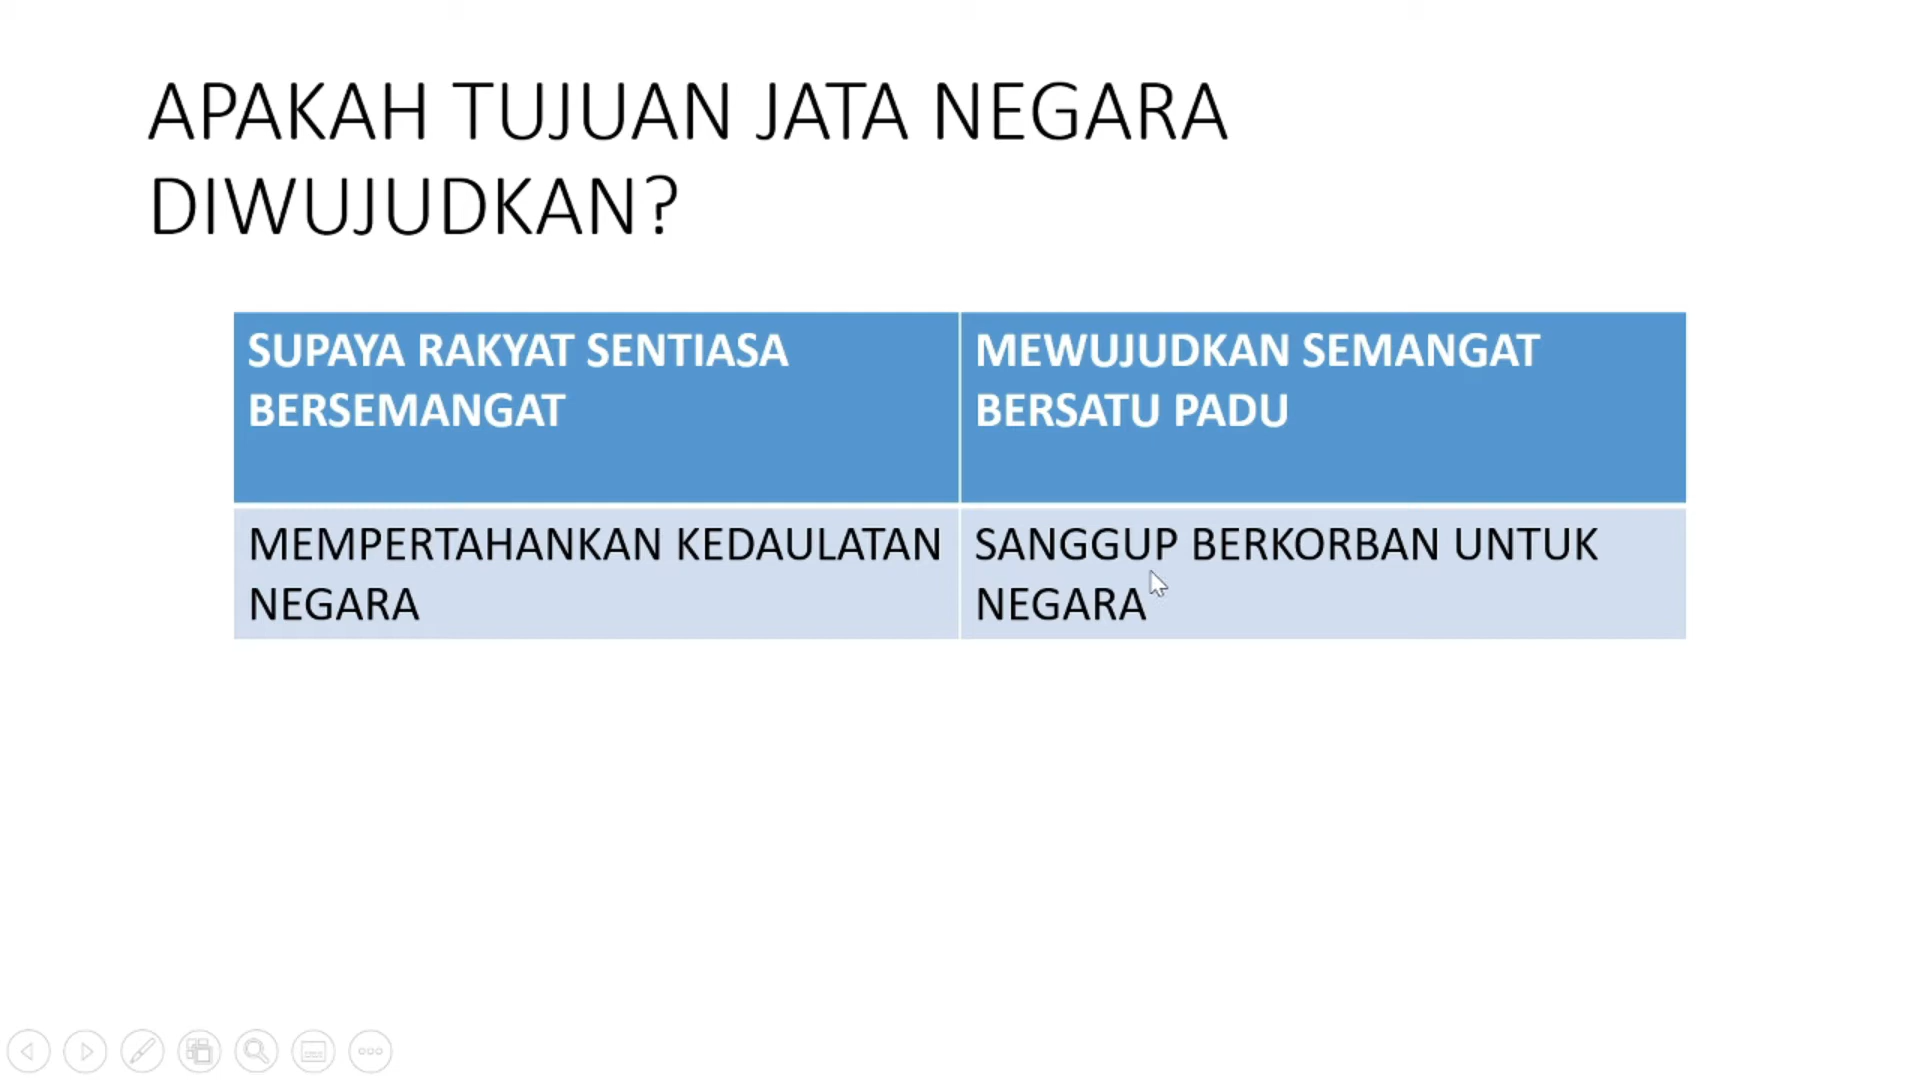 APAKAH TUJUAN JATA NEGARA
DIWUJUDKAN?
SUPAYA RAKYAT SENTIASA
BERSEMANGAT
MEWUJUDKAN SEMANGAT
BERSATU PADU
MEMPERTAHANKAN KEDAULATAN
NEGARA
SANGGUP BERKORBAN UNTUK
NEGARA